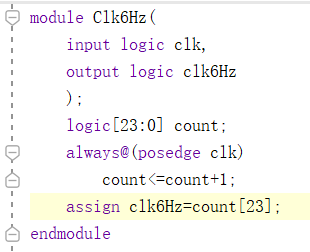 module Clk6Hz(
input logic clk,
output logic clk6Hz
);
logic[23:0] count;
always@(posedge clk)
count<=count+1;
assign clk6Hz=count[23];
endmodule